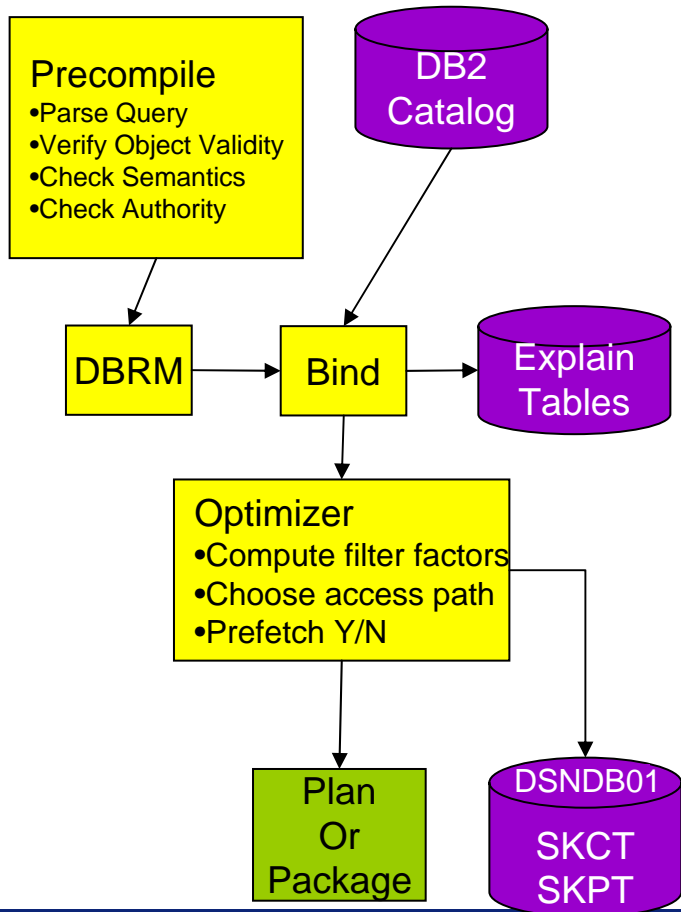 Precompile
•Parse Query
•Verify Object Validity
•Check Semantics
•Check Authority
DB2
Catalog
DBRM
Bind
Explain
Tables
Optimizer
•Compute filter factors
•Choose access path
•Prefetch Y/N
Plan
Or
Package
DSNDB01
SKCT
SKPT